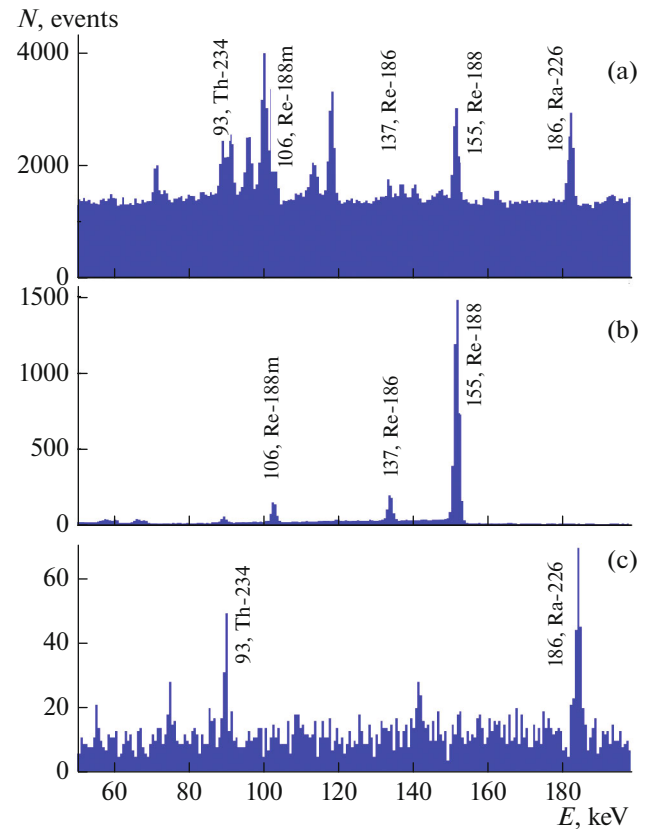 N, events
4000
2000
0
93, Th-234
106, Re-188m
137, Re-186
155, Re-188
186, Ra-226
(a)
1500
1000
500
0
106, Re-188m
137, Re-186
155, Re-188
(b)
60
40
20
0
93, Th-234
186, Ra-226
(c)
60 80 100 120 140 160 180
E, keV